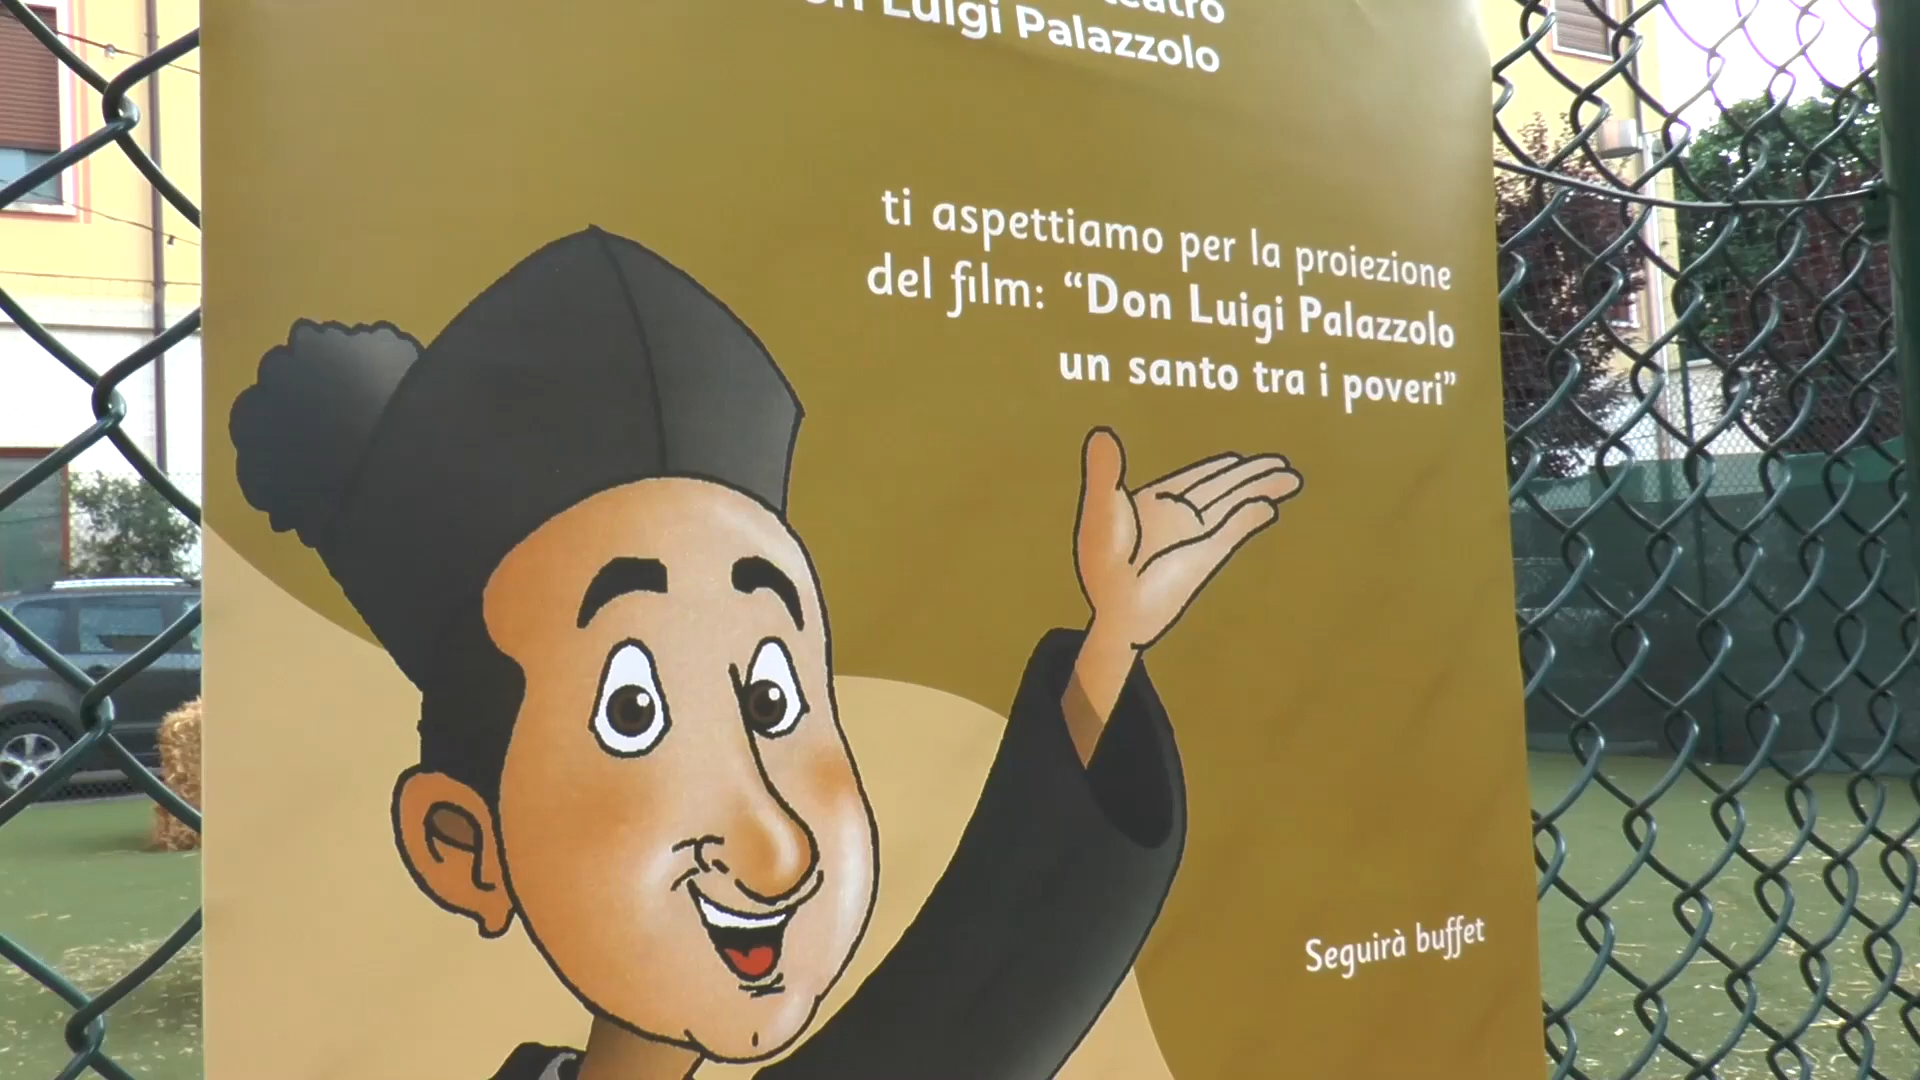 teatro
Luigi Palazzolo
ti aspettiamo per la proiezione
del film: “Don Luigi Palazzolo
un santo tra i poveri”
Seguirà buffet